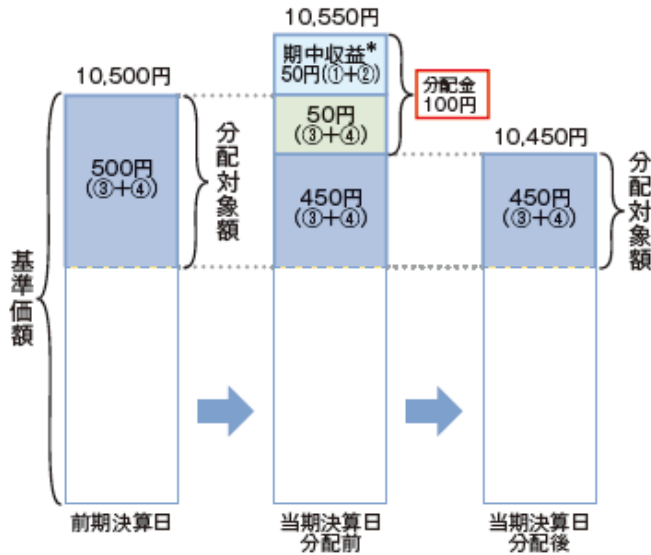 10,550円
期中収益*
50円(①+②)
分配金
100円
10,500円
50円
(③+④)
10,450円
500円
(③+④)
分配対象額
450円
(③+④)
450円
(③+④)
分配対象額
基準価額
前期決算日
当期決算日
分配前
当期決算日
分配後